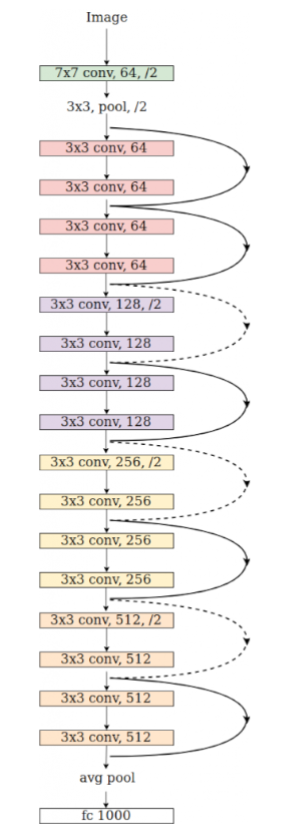 Image
7x7 conv, 64, /2
3x3, pool, /2
3x3 conv, 64
3x3 conv, 64
3x3 conv, 64
3x3 conv, 64
3x3 conv, 128, /2
3x3 conv, 128
3x3 conv, 128
3x3 conv, 128
3x3 conv, 256, /2
3x3 conv, 256
3x3 conv, 256
3x3 conv, 256
3x3 conv, 512, /2
3x3 conv, 512
3x3 conv, 512
3x3 conv, 512
avg pool
fc 1000